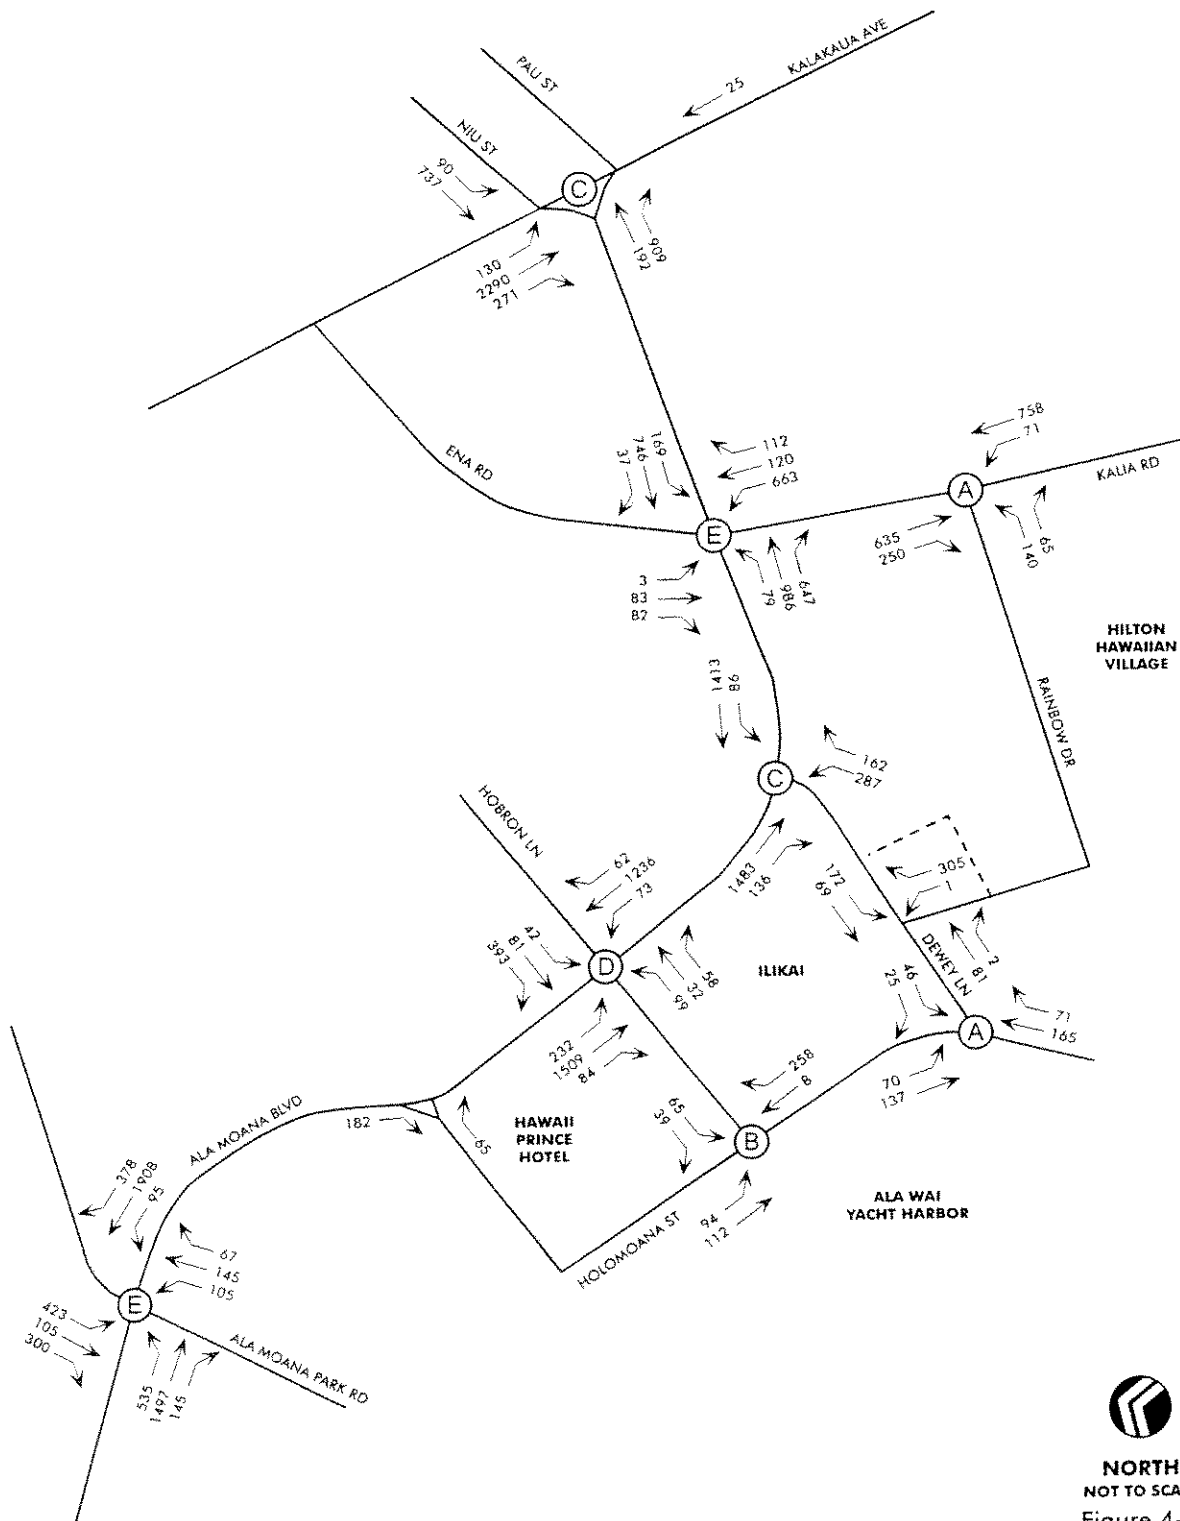 PAU ST
KALAKAUA AVE
25
NIU ST
90
737
C
130
2290
271
192
909
ENA RD
37
746
169
112
120
663
758
71
A
KALIA RD
E
635
250
140
65
3
83
82
79
986
647
HILTON
HAWAIIAN
VILLAGE
RAINBOW DR
1413
86
162
287
C
HOBRON LN
62
1236
73
1483
136
172
69
305
1
393
81
42
D
99
32
58
ILIKAI
DEWEY LN
81
2
25
46
71
165
A
232
1509
84
258
8
70
137
ALA MOANA BLVD
182
65
HAWAII
PRINCE
HOTEL
39
65
B
94
112
HOLOMOANA ST
ALA WAI
YACHT HARBOR
378
1908
95
67
145
105
E
423
105
300
535
1497
145
ALA MOANA PARK RD
NORTH
NOT TO SCA
Figure 4-